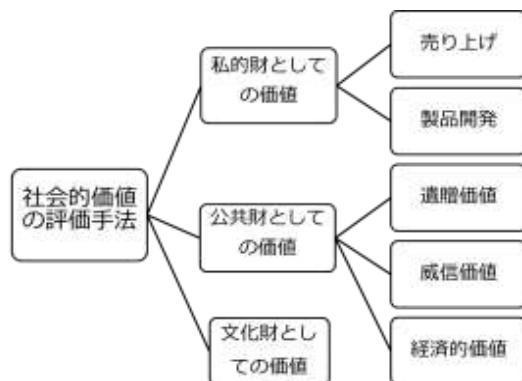 社会的価値
の評価手法
私的財として
の価値
公共財として
の価値
文化財とし
ての価値
売り上げ
製品開発
遺贈価値
威信価値
経済的価値